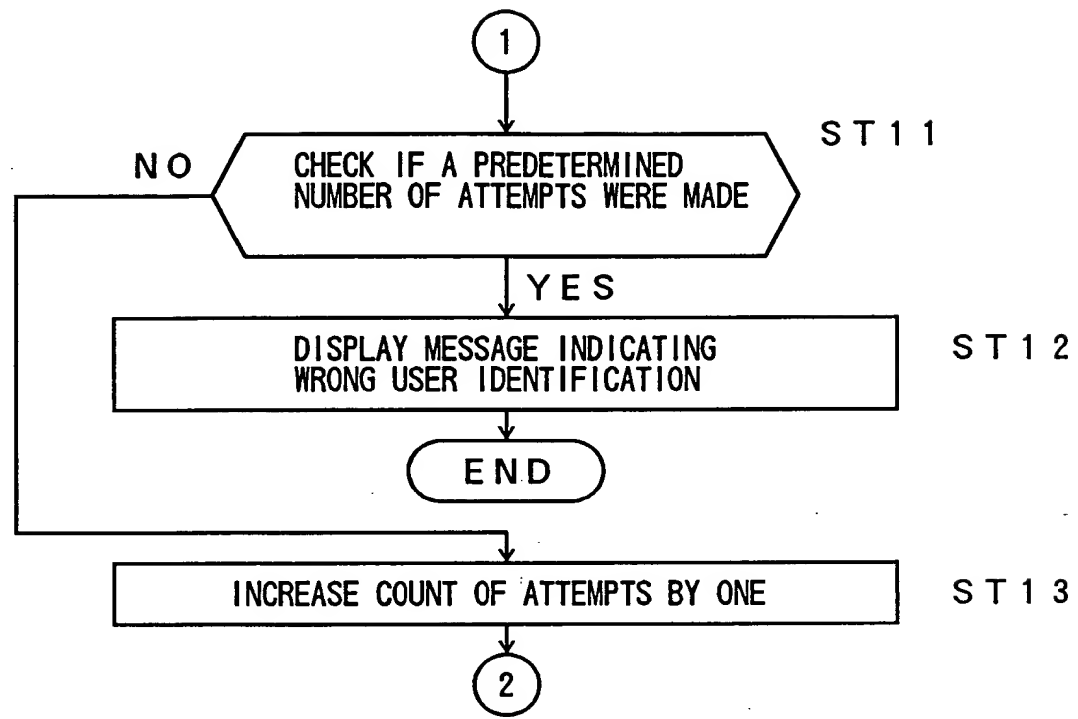 1
ST11
NO
CHECK IF A PREDETERMINED
NUMBER OF ATTEMPTS WERE MADE
YES
DISPLAY MESSAGE INDICATING
WRONG USER IDENTIFICATION
ST12
END
INCREASE COUNT OF ATTEMPTS BY ONE
ST13
2